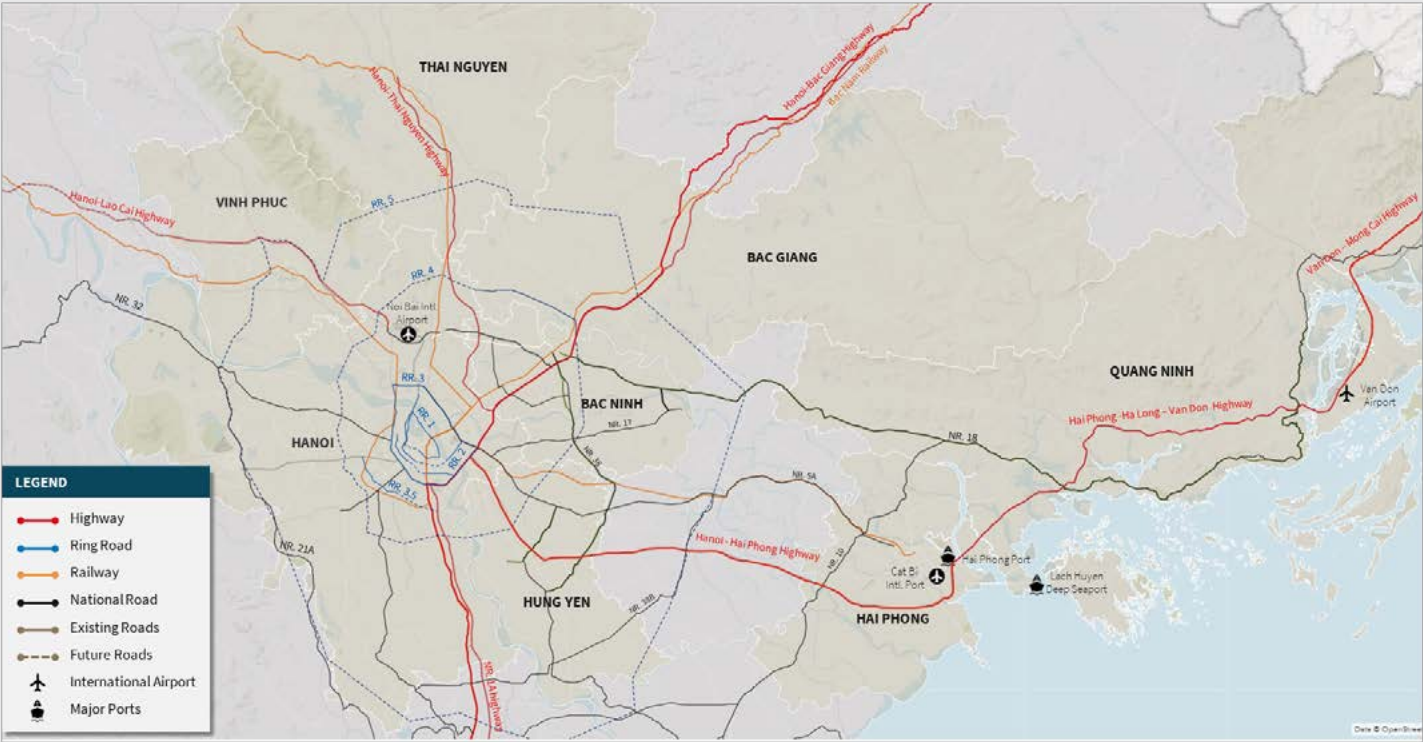 THAI NGUYEN
Hanoi-Bac Giang Highway
Bac Nam Railway
Hanoi-Thai Nguyen Highway
VINH PHUC
RR. 5
Hanoi-Lao Cai Highway
BAC GIANG
Van Don – Mong Cai Highway
RR. 4
NR. 32
Noi Bai Intl
Airport
RR. 3
QUANG NINH
Van Don
Airport
BAC NINH
RR. 1
Hai Phong -Ha Long – Van Don Highway
NR. 17
HANOI
NR. 18
RR. 2
NR. 38
NR. 5A
RR. 3.5
LEGEND
Highway
Ring Road
Railway
National Road
Existing Roads
Future Roads
International Airport
Major Ports
NR. 21A
Hanoi - Hai Phong Highway
NR. 10
Hai Phong Port
Cat Bi
Intl. Port
Lach Huyen
Deep Seaport
HUNG YEN
NR. 38B
HAI PHONG
NR. 1A highway
Data © OpenStree